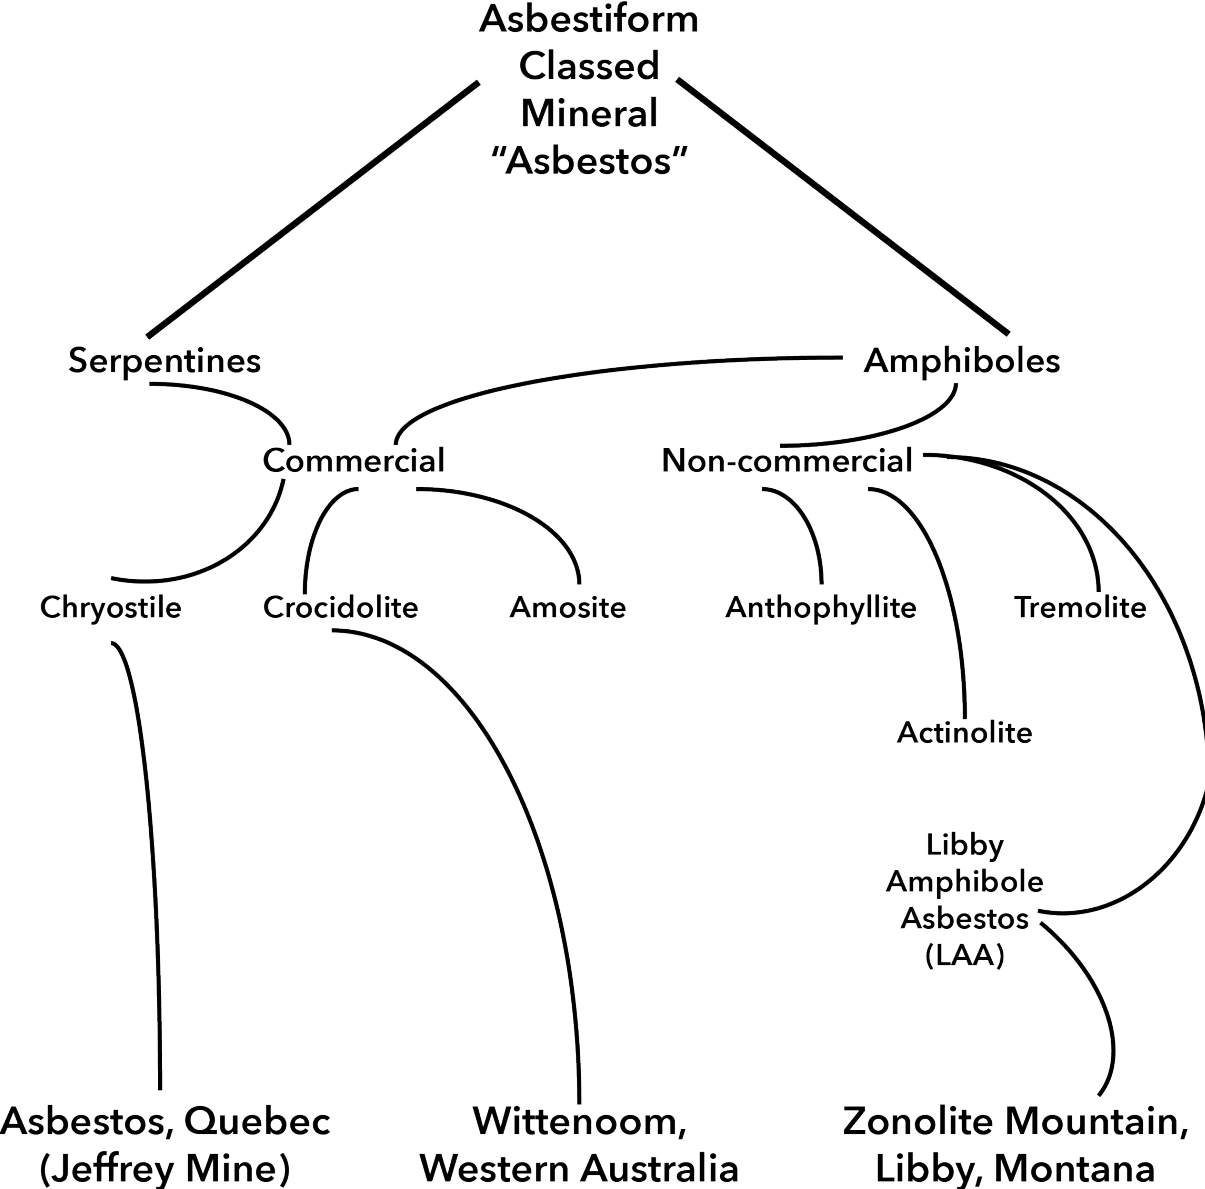 Asbestiform
Classed
Mineral
“Asbestos”
Serpentines
Amphiboles
Commercial
Non-commercial
Chryostile
Crocidolite
Amosite
Anthophyllite
Tremolite
Actinolite
Libby
Amphibole
Asbestos
(LAA)
Asbestos, Quebec
(Jeffrey Mine)
Wittenoom,
Western Australia
Zonolite Mountain,
Libby, Montana